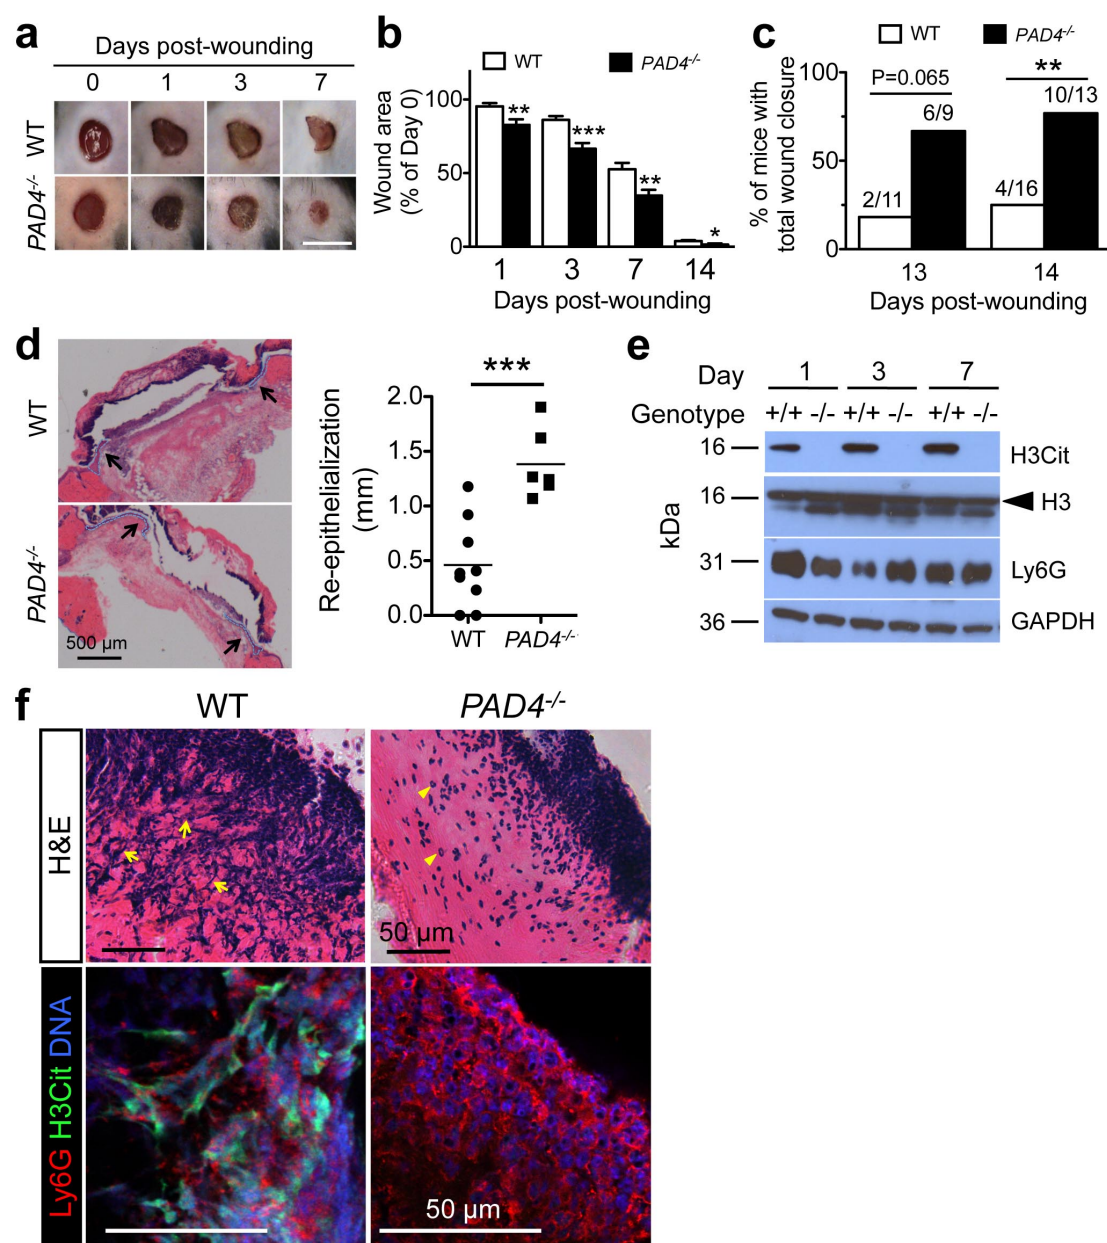 a
Days post-wounding
0 1 3 7
WT
PAD4-/-
b
WT PAD4-/-
Wound area
(% of Day 0)
100
50
0
** *** ** *
1 3 7 14
Days post-wounding
c
WT PAD4-/-
% of mice with
total wound closure
100
50
0
P=0.065 **
2/11 6/9 4/16 10/13
13 14
Days post-wounding
d
WT
PAD4-/-
500 µm
Re-epithelialization
(mm)
***
2.0
1.5
1.0
0.5
0.0
WT PAD4-/-
e
Day 1 3 7
Genotype +/+ -/- +/+ -/- +/+ -/-
kDa
16 H3Cit
16 H3
31 Ly6G
36 GAPDH
f
WT PAD4-/-
H&E
50 µm
Ly6G H3Cit DNA
50 µm